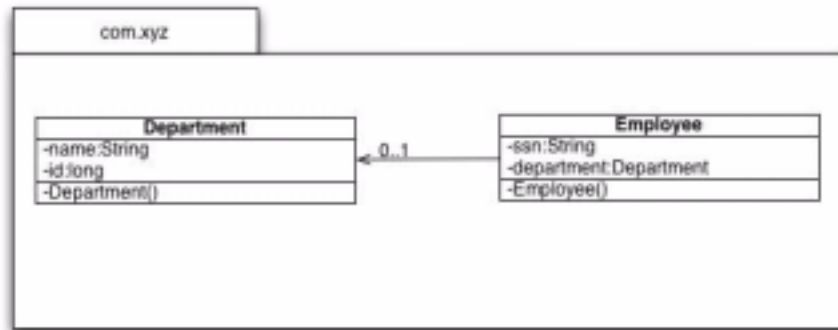 com.xyz
Department
-name:String
-id:long
-Department()
0..1
Employee
-ssn:String
-department:Department
-Employee()